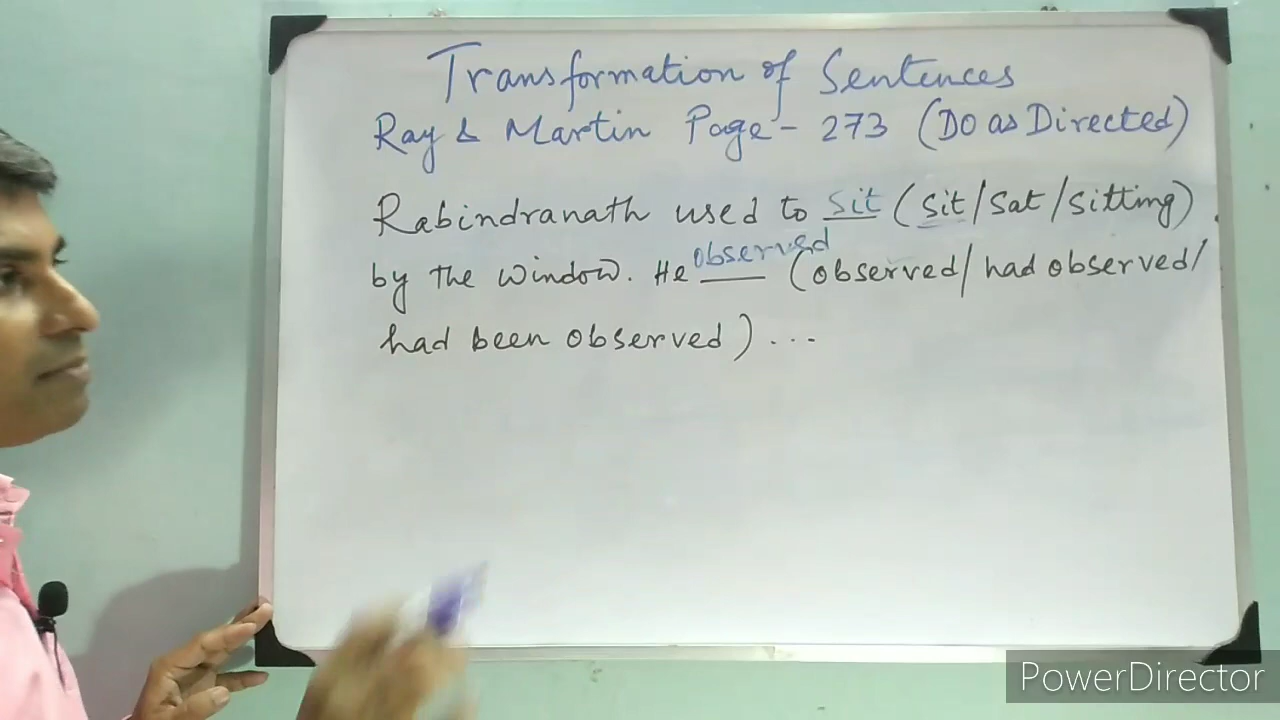 Transformation of Sentences
Ray & Martin Page - 273 (Do as Directed)
Rabindranath used to sit (sit/sat/sitting)
by the window. He observed (observed/had observed/
had been observed) ...
PowerDirector